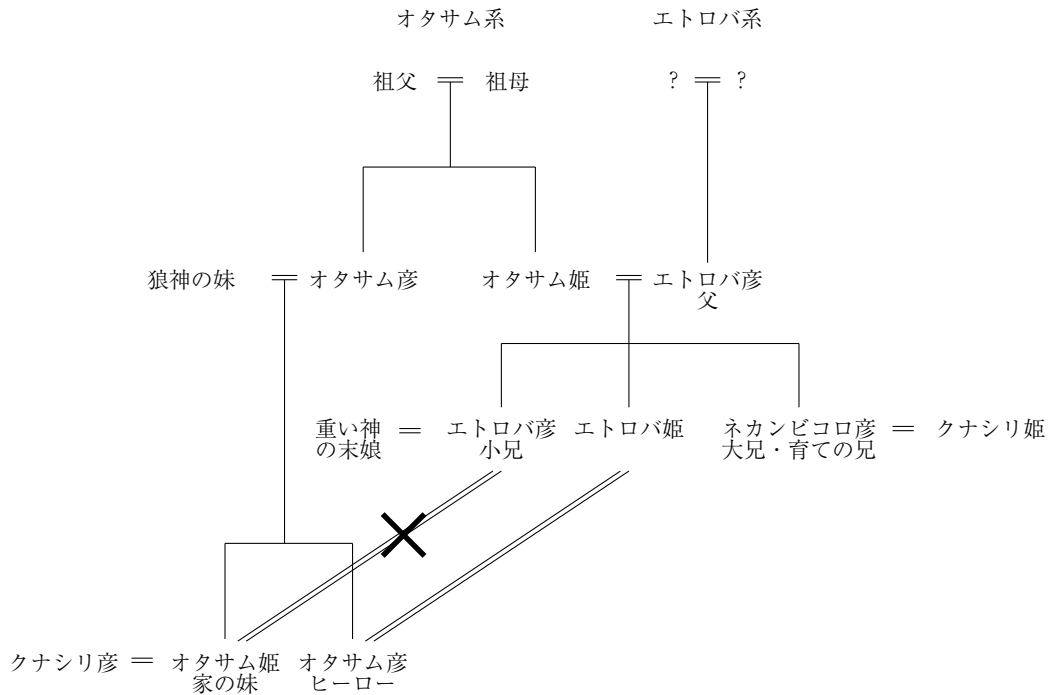 オタサム系 エトロバ系
祖父 祖母 ? ?
狼神の妹 オタサム彦 オタサム姫 エトロバ彦
父
重い神 エトロバ彦 エトロバ姫 ネカンビコロ彦 クナシリ姫
の末娘 小兄 大兄・育ての兄
クナシリ彦 オタサム姫 オタサム彦
家の妹 ヒーロー